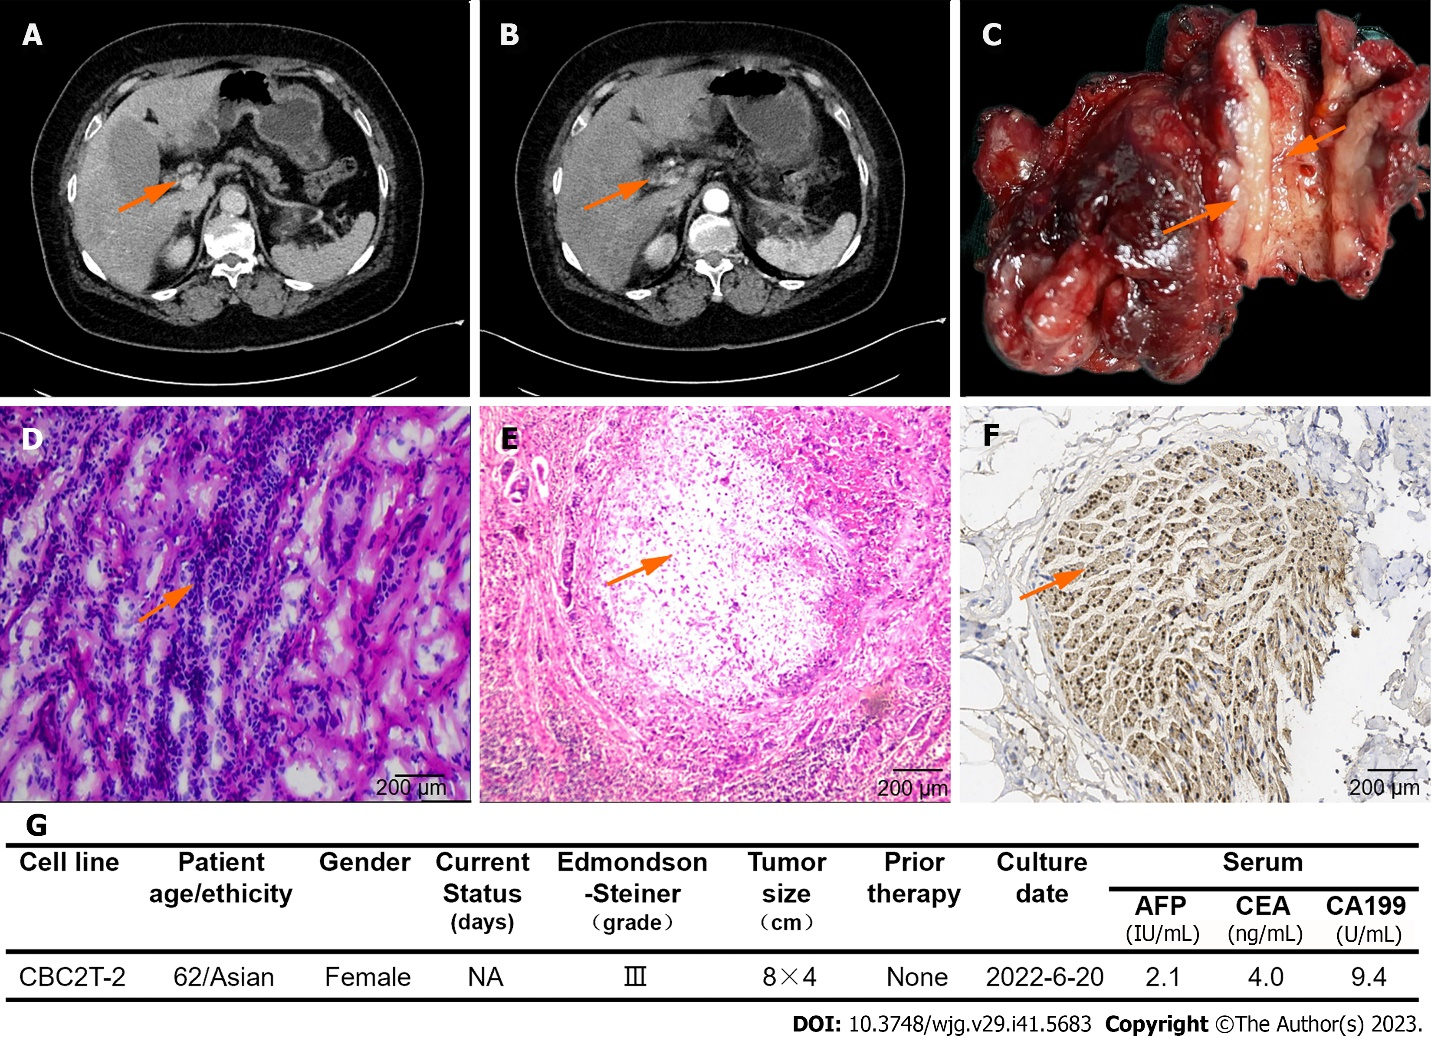 A
B
C
D
E
F
200 μm
200 μm
200 μm
G
Cell line Patient Gender Current Edmondson Tumor Prior Culture Serum
age/ethicity Status -Steiner size therapy date
(days) （grade） （cm） AFP CEA CA199
(IU/mL) (ng/mL) (U/mL)
CBC2T-2 62/Asian Female NA Ⅲ 8×4 None 2022-6-20 2.1 4.0 9.4
DOI: 10.3748/wjg.v29.i41.5683 Copyright ©The Author(s) 2023.